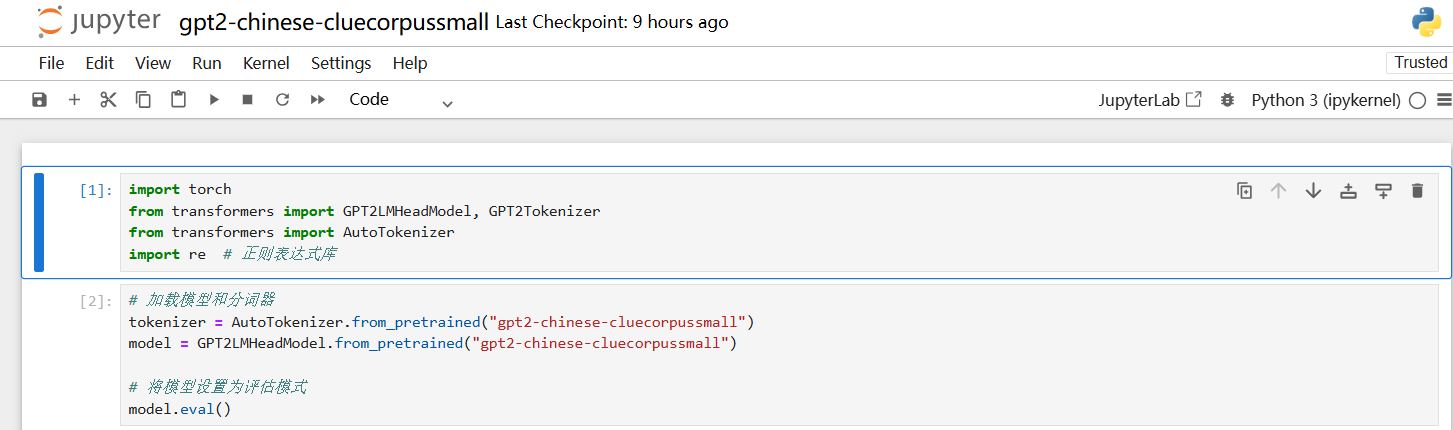 jupyter gpt2-chinese-cluecorpussmall Last Checkpoint: 9 hours ago
File Edit View Run Kernel Settings Help
Trusted
Code
JupyterLab Python 3 (ipykernel)
[1]: import torch
from transformers import GPT2LMHeadModel, GPT2Tokenizer
from transformers import AutoTokenizer
import re  # 正则表达式库
[2]: # 加载模型和分词器
tokenizer = AutoTokenizer.from_pretrained("gpt2-chinese-cluecorpussmall")
model = GPT2LMHeadModel.from_pretrained("gpt2-chinese-cluecorpussmall")
# 将模型设置为评估模式
model.eval()